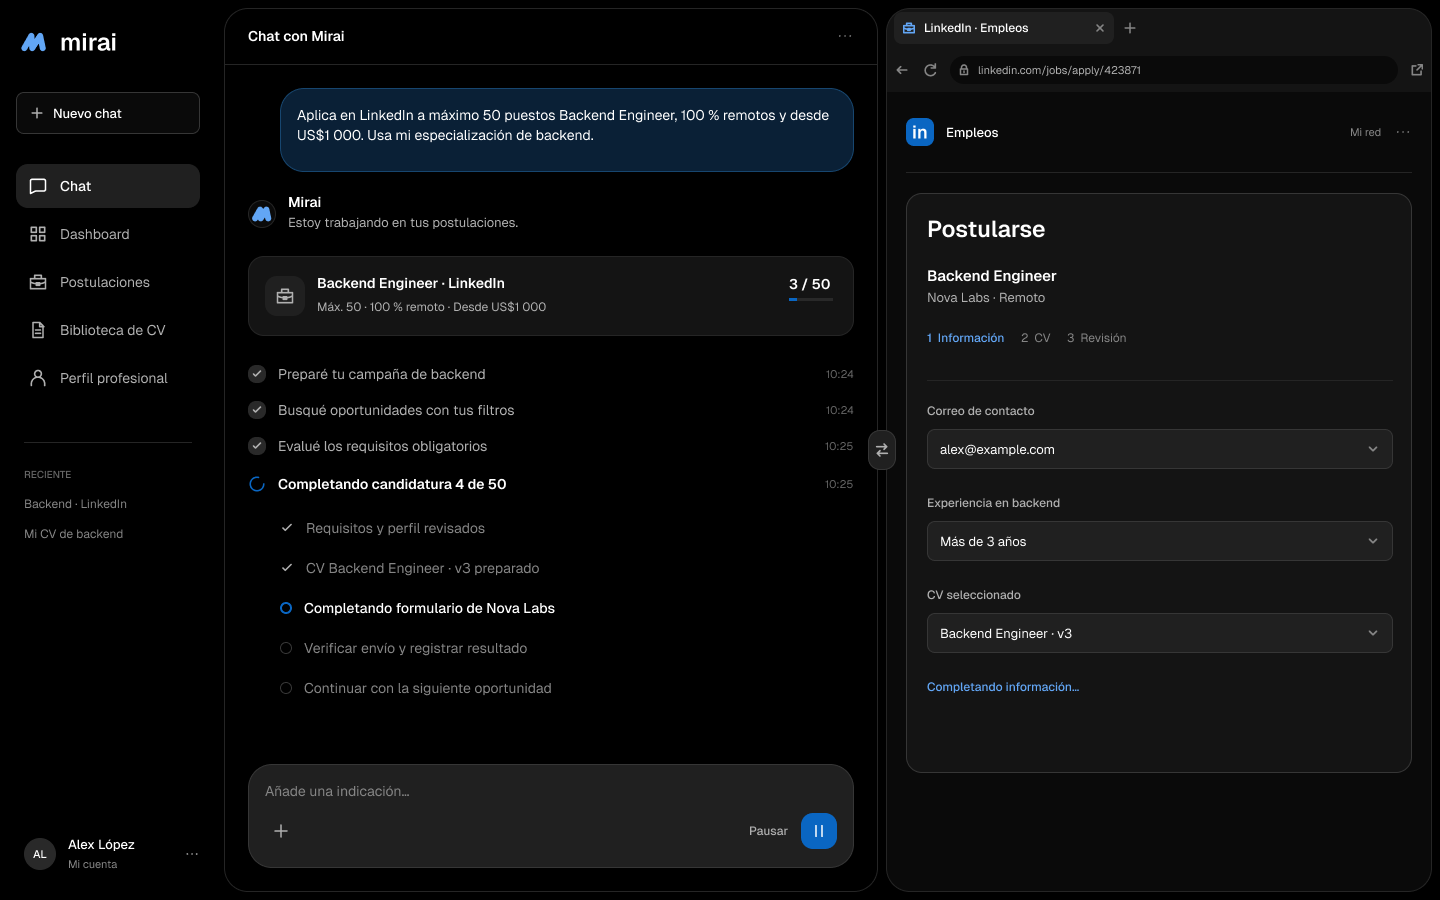 mirai
Nuevo chat
Chat
Dashboard
Postulaciones
Biblioteca de CV
Perfil profesional
RECIENTE
Backend · LinkedIn
Mi CV de backend
AL
Alex López
Mi cuenta
Chat con Mirai
Aplica en LinkedIn a máximo 50 puestos Backend Engineer, 100 % remotos y desde
US$1 000. Usa mi especialización de backend.
Mirai
Estoy trabajando en tus postulaciones.
Backend Engineer · LinkedIn
Máx. 50 · 100 % remoto · Desde US$1 000
3 / 50
Preparé tu campaña de backend
10:24
Busqué oportunidades con tus filtros
10:24
Evalué los requisitos obligatorios
10:25
Completando candidatura 4 de 50
10:25
Requisitos y perfil revisados
CV Backend Engineer · v3 preparado
Completando formulario de Nova Labs
Verificar envío y registrar resultado
Continuar con la siguiente oportunidad
Añade una indicación...
Pausar
LinkedIn · Empleos
linkedin.com/jobs/apply/423871
in
Empleos
Mi red
Postularse
Backend Engineer
Nova Labs · Remoto
1 Información 2 CV 3 Revisión
Correo de contacto
alex@example.com
Experiencia en backend
Más de 3 años
CV seleccionado
Backend Engineer · v3
Completando información...